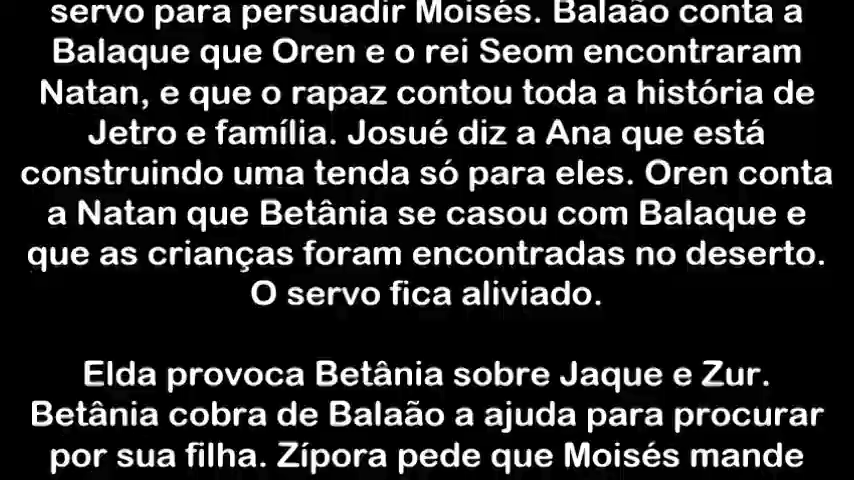 servo para persuadir Moisés. Balaão conta a
Balaque que Oren e o rei Seom encontraram
Natan, e que o rapaz contou toda a história de
Jetro e família. Josué diz a Ana que está
construindo uma tenda só para eles. Oren conta
a Natan que Betânia se casou com Balaque e
que as crianças foram encontradas no deserto.
O servo fica aliviado.
Elda provoca Betânia sobre Jaque e Zur.
Betânia cobra de Balaão a ajuda para procurar
por sua filha. Zípora pede que Moisés mande